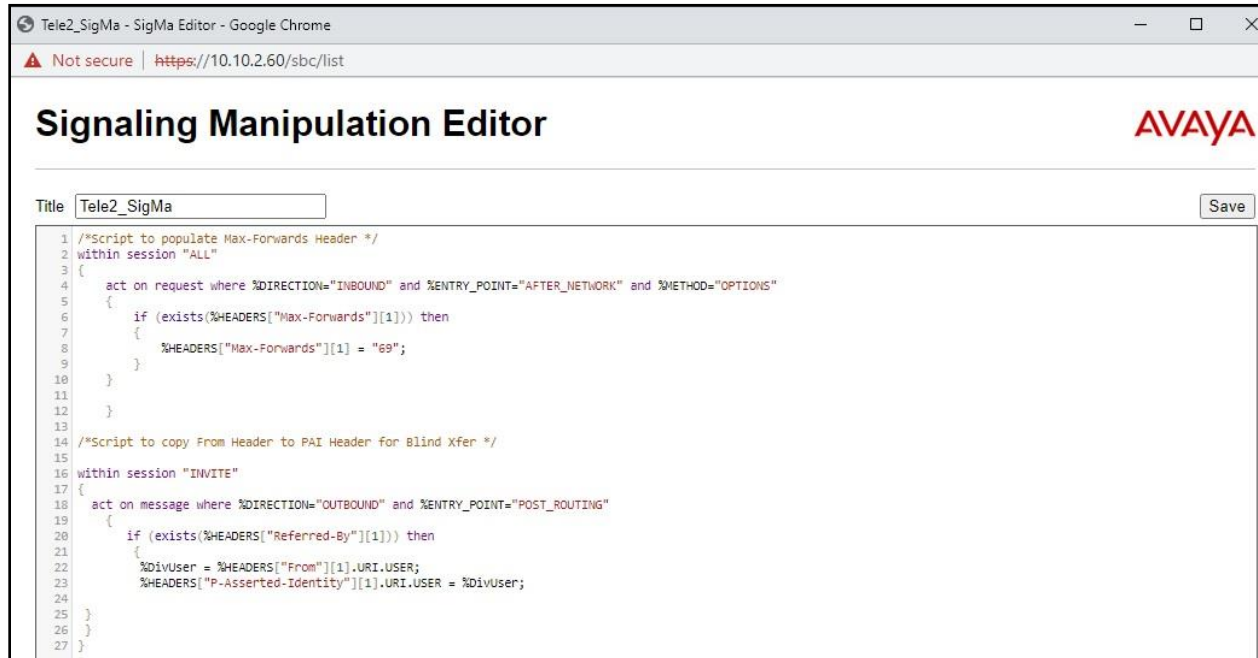 Tele2_SigMa - SigMa Editor - Google Chrome
Not secure | https://10.10.2.60/sbc/list
Signaling Manipulation Editor
AVAYA
Title Tele2_SigMa Save
1 /*Script to populate Max-Forwards Header */
2 within session "ALL"
3 {
4 act on request where %DIRECTION="INBOUND" and %ENTRY_POINT="AFTER_NETWORK" and %METHOD="OPTIONS"
5 {
6 if (exists(%HEADERS["Max-Forwards"][1])) then
7 {
8 %HEADERS["Max-Forwards"][1] = "69";
9 }
10 }
11
12 }
13
14 /*Script to copy From Header to PAI Header for Blind Xfer */
15
16 within session "INVITE"
17 {
18 act on message where %DIRECTION="OUTBOUND" and %ENTRY_POINT="POST_ROUTING"
19 {
20 if (exists(%HEADERS["Referred-By"][1])) then
21 {
22 %DivUser = %HEADERS["From"][1].URI.USER;
23 %HEADERS["P-Asserted-Identity"][1].URI.USER = %DivUser;
24
25 }
26 }
27 }